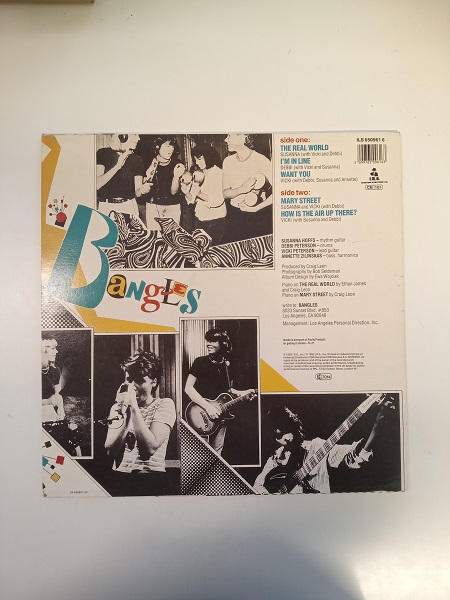 ILS 650961 6
side one:
THE REAL WORLD
SUSANNA (with Vicki and Debbi)
I'M IN LINE
DEBBI (with Vicki and Susanna)
WANT YOU
VICKI (with Debbi, Susanna and Annette)
side two:
MARY STREET
SUSANNA and VICKI (with Debbi)
HOW IS THE AIR UP THERE?
VICKI (with Susanna and Debbi)
SUSANNA HOFFS—rhythm guitar
DEBBI PETERSON—drums
VICKI PETERSON—lead guitar
ANNETTE ZILINSKAS—bass, harmonica
Produced by Craig Leon
Photography by Bob Seideman
Album Design by Ewa Wojciak
Piano on THE REAL WORLD by Ethan James
and Craig Leon
Piano on MARY STREET by Craig Leon
write to: BANGLES
Los Angeles, CA 90046
Management: Los Angeles Personal Direction, Inc.
BANGLES